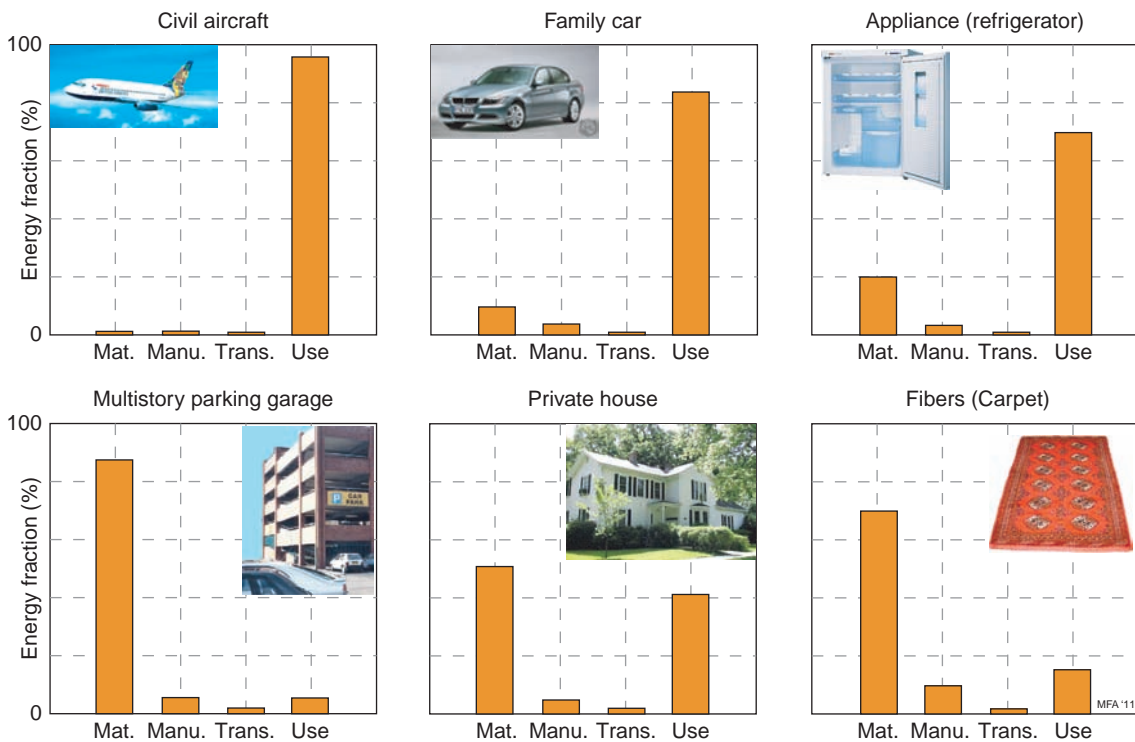 Civil aircraft
Family car
Appliance (refrigerator)
100
Energy fraction (%)
0
Mat. Manu. Trans. Use
Mat. Manu. Trans. Use
Mat. Manu. Trans. Use
Multistory parking garage
Private house
Fibers (Carpet)
100
Energy fraction (%)
P CAR
PARK
MFA ‘11
0
Mat. Manu. Trans. Use
Mat. Manu. Trans. Use
Mat. Manu. Trans. Use